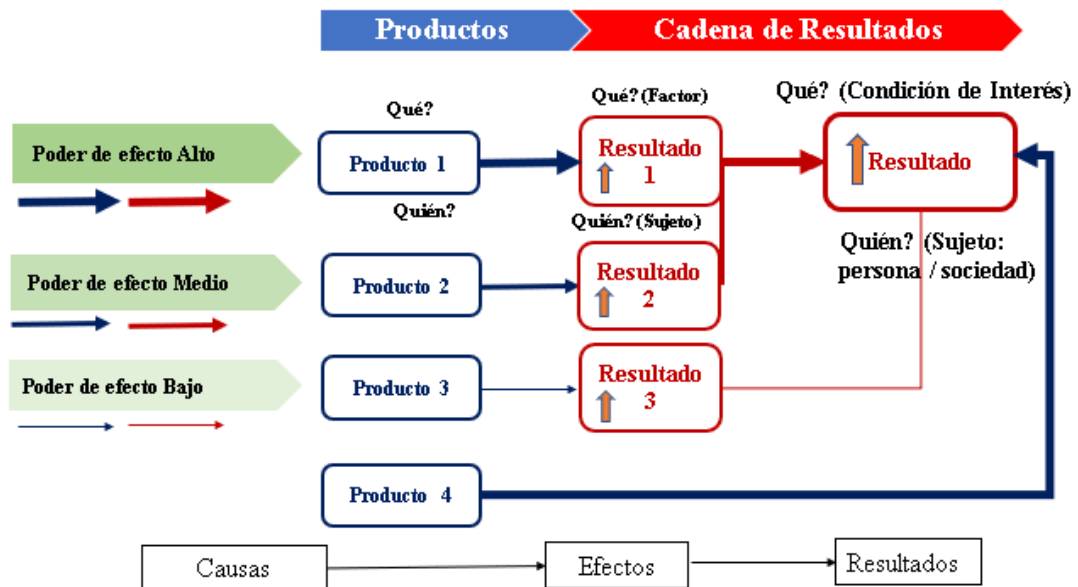 Productos
Cadena de Resultados
Qué?
Qué? (Factor)
Qué? (Condición de Interés)
Poder de efecto Alto
Producto 1
Resultado
1
Resultado
Quién?
Quién? (Sujeto)
Quién? (Sujeto:
persona / sociedad)
Poder de efecto Medio
Producto 2
Resultado
2
Poder de efecto Bajo
Producto 3
Resultado
3
Producto 4
Causas
Efectos
Resultados